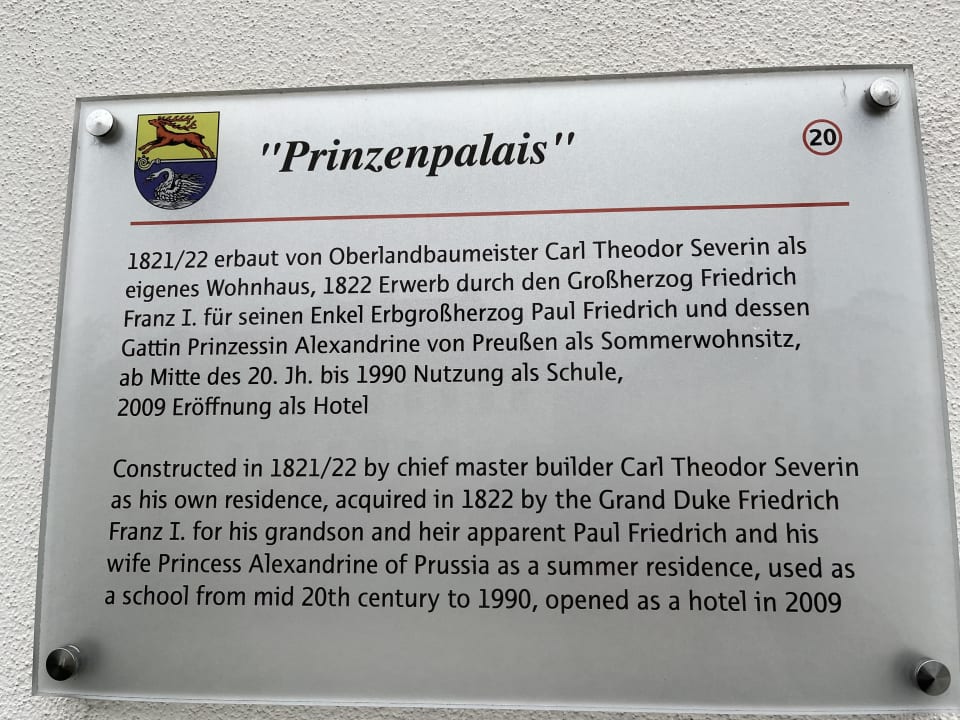 "Prinzenpalais"
20
1821/22 erbaut von Oberlandbaumeister Carl Theodor Severin als
eigenes Wohnhaus, 1822 Erwerb durch den Großherzog Friedrich
Franz I. für seinen Enkel Erbgroßherzog Paul Friedrich und dessen
Gattin Prinzessin Alexandrine von Preußen als Sommerwohnsitz,
ab Mitte des 20. Jh. bis 1990 Nutzung als Schule,
2009 Eröffnung als Hotel
Constructed in 1821/22 by chief master builder Carl Theodor Severin
as his own residence, acquired in 1822 by the Grand Duke Friedrich
Franz I. for his grandson and heir apparent Paul Friedrich and his
wife Princess Alexandrine of Prussia as a summer residence, used as
a school from mid 20th century to 1990, opened as a hotel in 2009